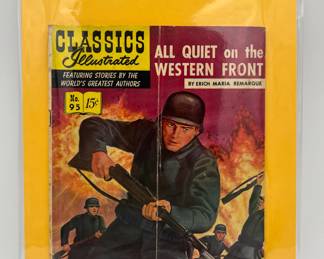 CLASSICS
Illustrated
FEATURING STORIES BY THE
WORLD'S GREATEST AUTHORS
No.
95
15¢
ALL QUIET on the
WESTERN FRONT
BY ERICH MARIA REMARQUE